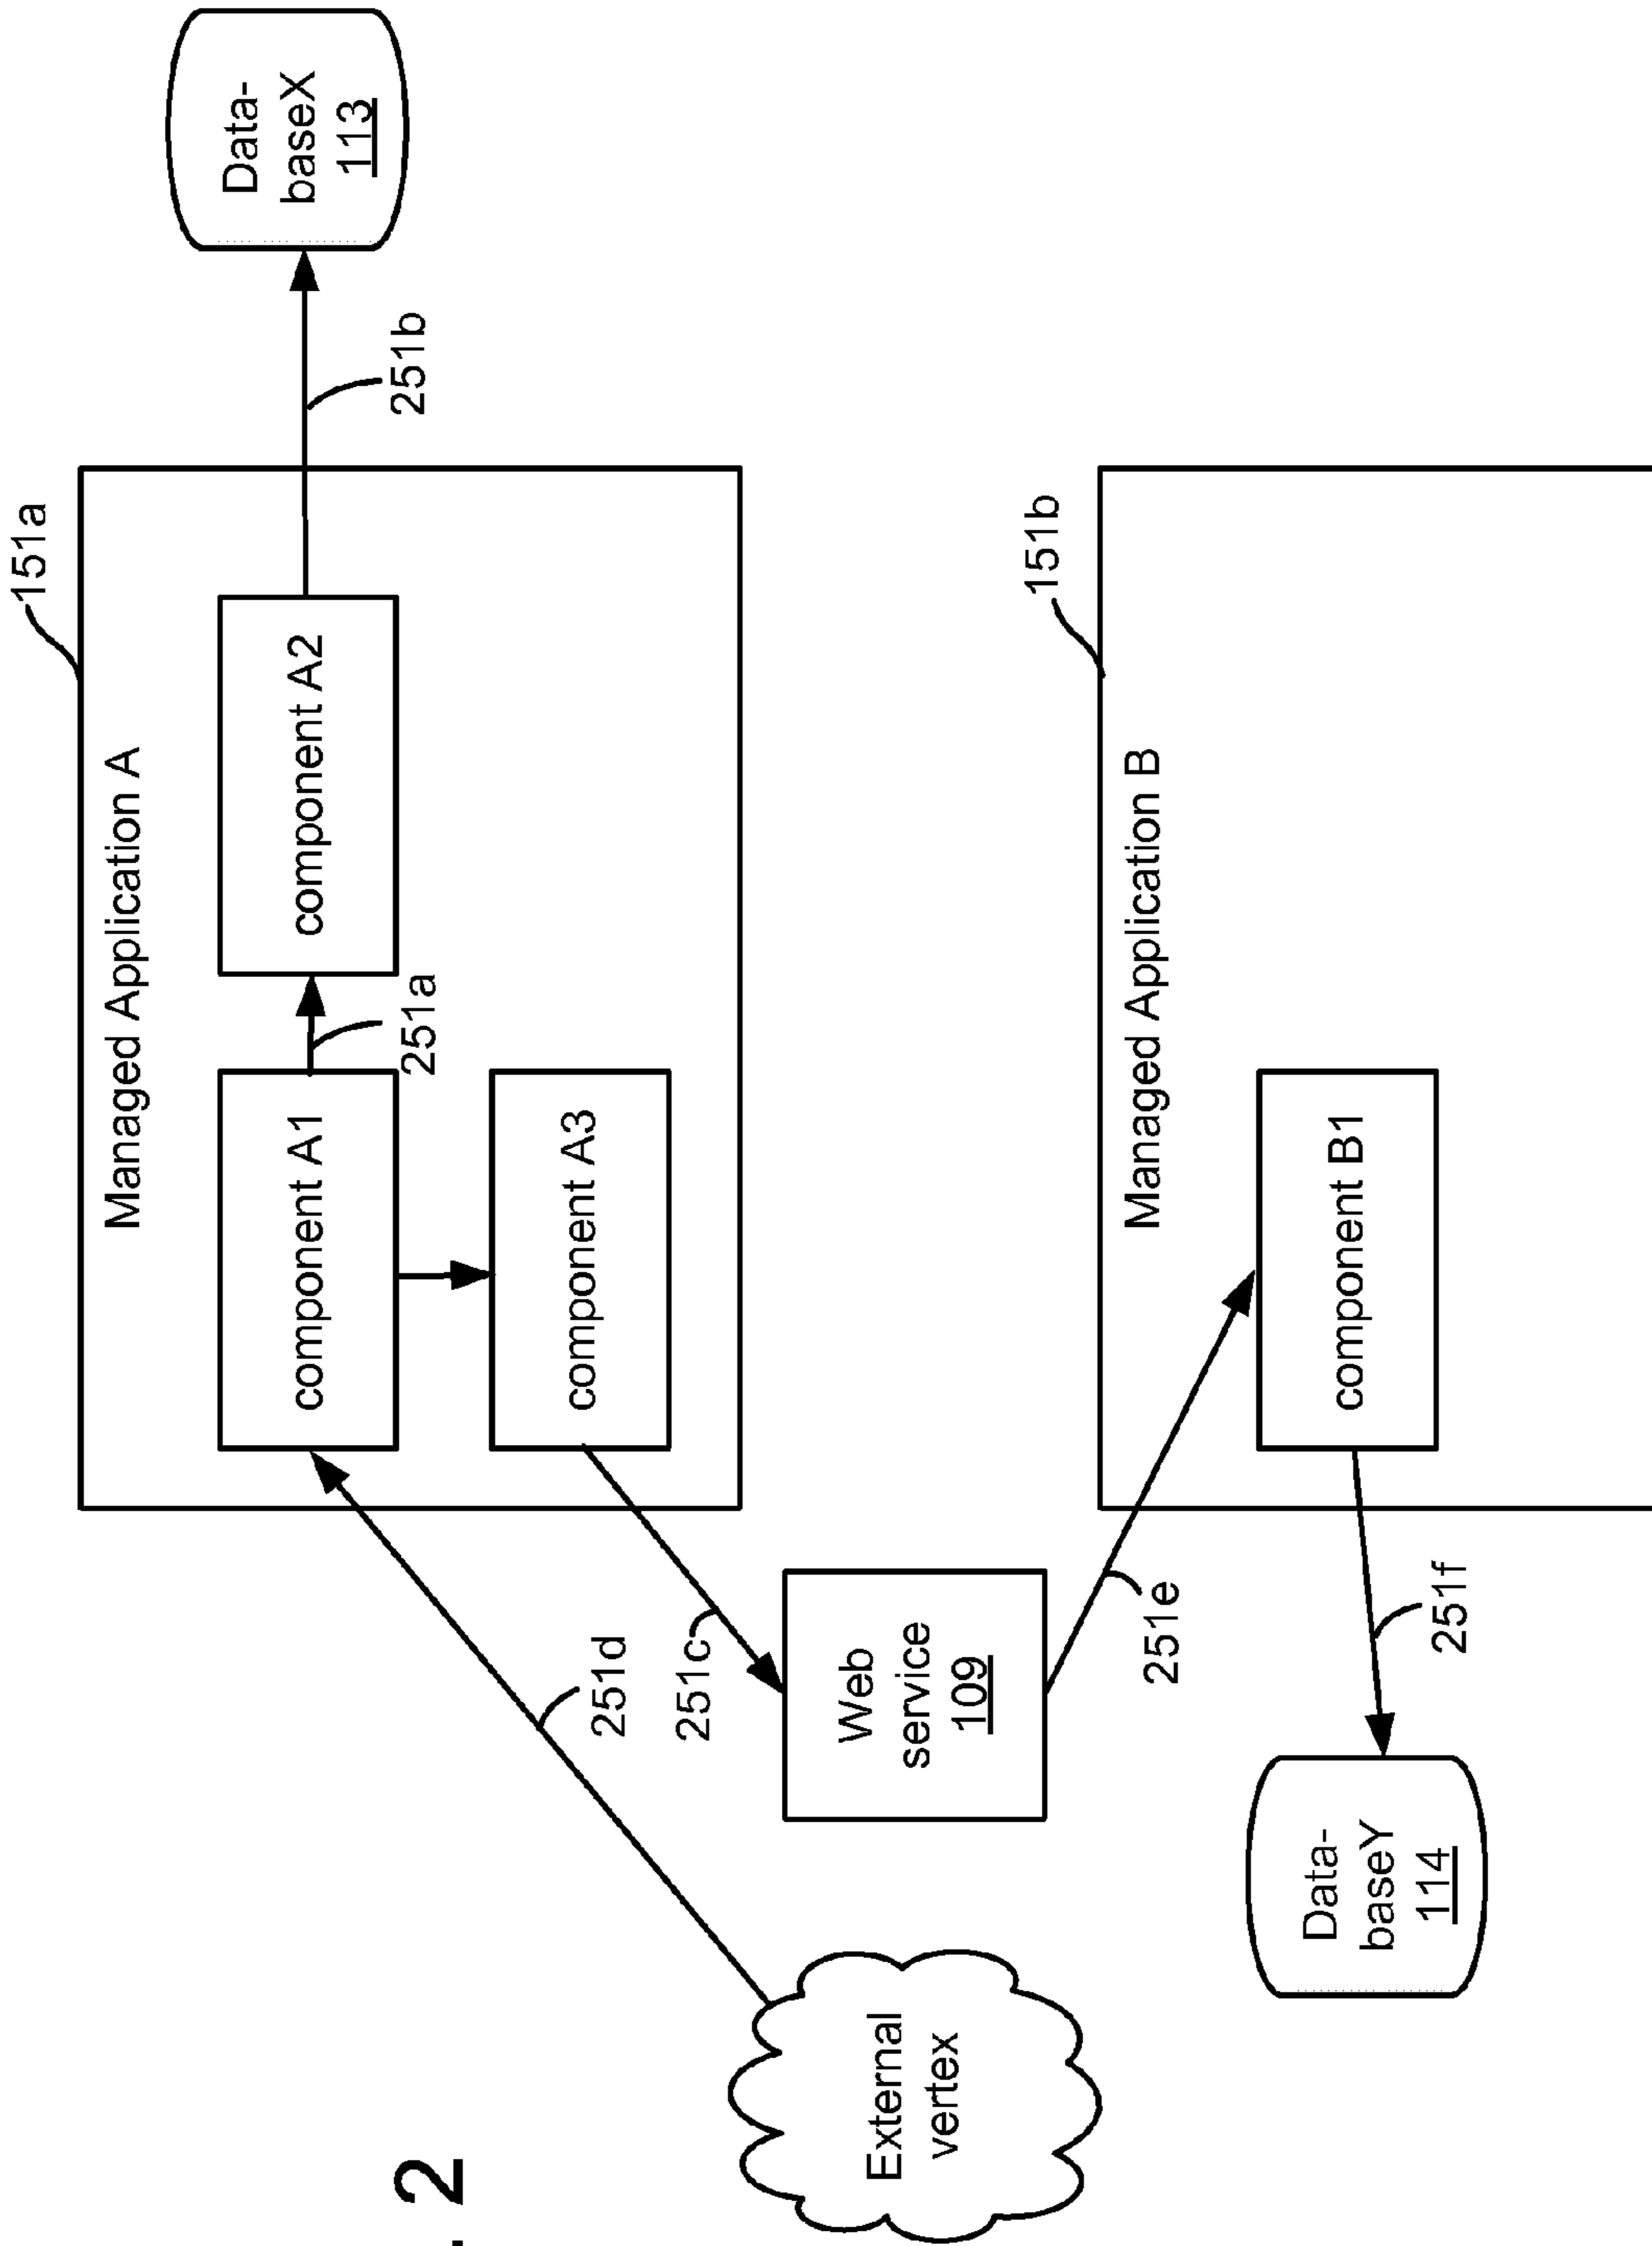 . 2
151a
Managed Application A
component A1
251a
component A2
component A3
251b
Data-
baseX
113
251d
251c
External
vertex
Web
service
109
251e
151b
Managed Application B
component B1
251f
Data-
baseY
114